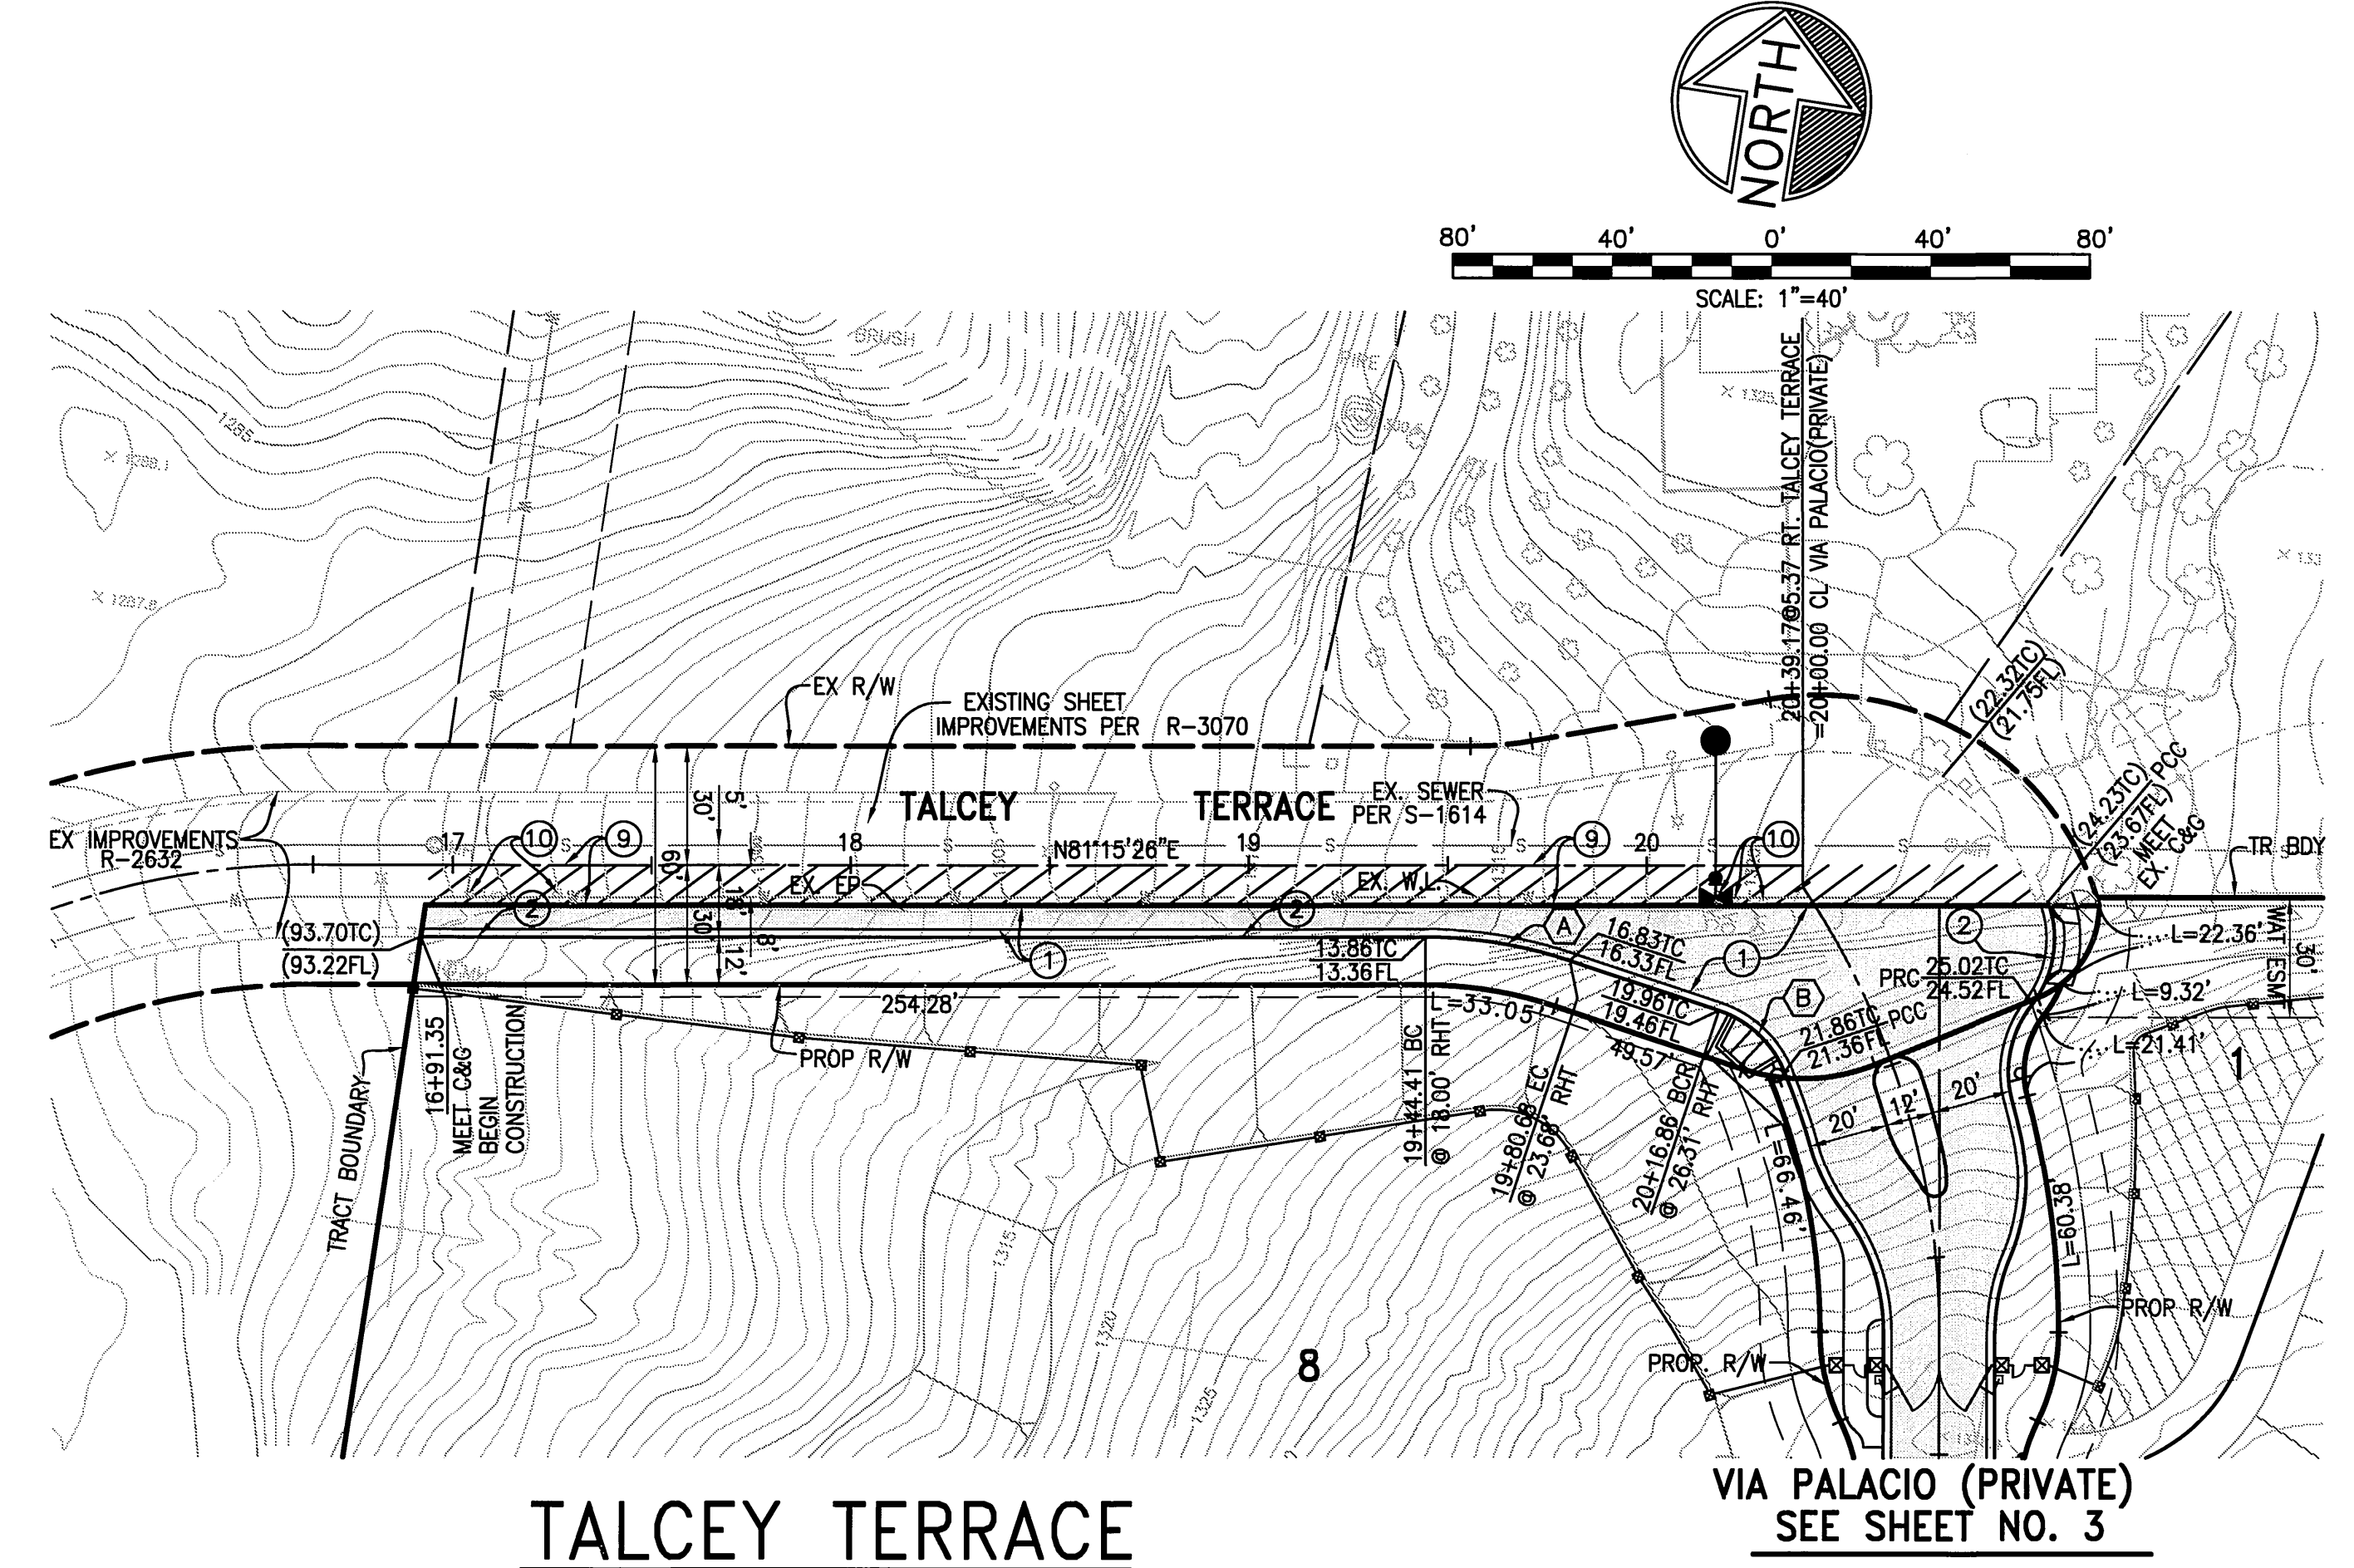 NORTH
80' 40' 0' 40' 80'
SCALE: 1"=40'
BRUSH
1285
20+39.17@5.37 RT. TALCEY TERRACE
=20+00.00 CL VIA PALACIO(PRIVATE)
EX R/W
EXISTING SHEET
IMPROVEMENTS PER R-3070
(22.32TC)
(21.75FL)
(24.23TC)
(23.67FL) PCC
MEET
EX. C&G
TALCEY TERRACE
EX. SEWER
PER S-1614
EX IMPROVEMENTS
R-2632
17
10
9
18
N81°15'26"E
19
9
20
10
TR BDY
5'
30'
60'
18'
30'
8'
12'
EX. EP
EX. W.L.
2
2
2
(93.70TC)
(93.22FL)
1
13.86TC
13.36FL
A
16.83TC
16.33FL
1
B
19.96TC
19.46FL
21.86TC
21.36FL PCC
PRC 25.02TC
24.52FL
L=22.36'
L=9.32'
L=21.41'
WAT ESMT
30'
254.28'
L=33.05'
49.57'
PROP R/W
TRACT BOUNDARY
16+91.35
MEET C&G
BEGIN
CONSTRUCTION
19+44.41 BC
@ 18.00' RHT
19+80.68 EC
@ 23.68' RHT
20+16.86 BCR
@ 26.31' RHT
20'
12'
20'
1
L=66.46'
L=60.38'
PROP R/W
PROP. R/W
1315
1320
1325
8
VIA PALACIO (PRIVATE)
SEE SHEET NO. 3
TALCEY TERRACE